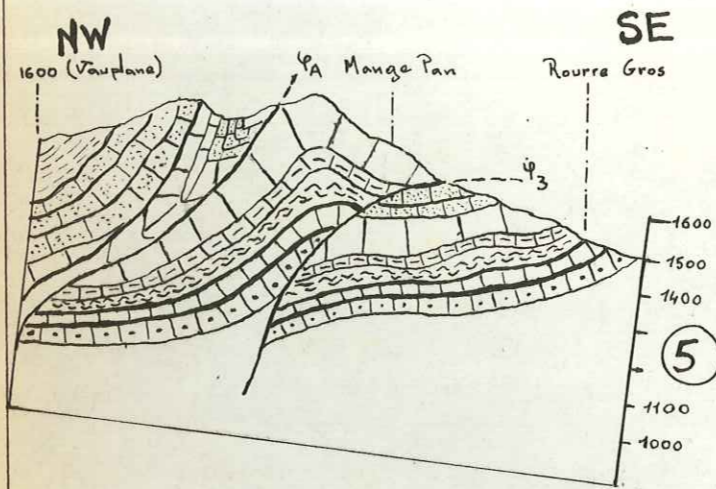 NW
SE
1600 (Vauplane)
φA
Mange Pan
Rourre Gros
φ3
1600
1500
1400
1100
1000
5